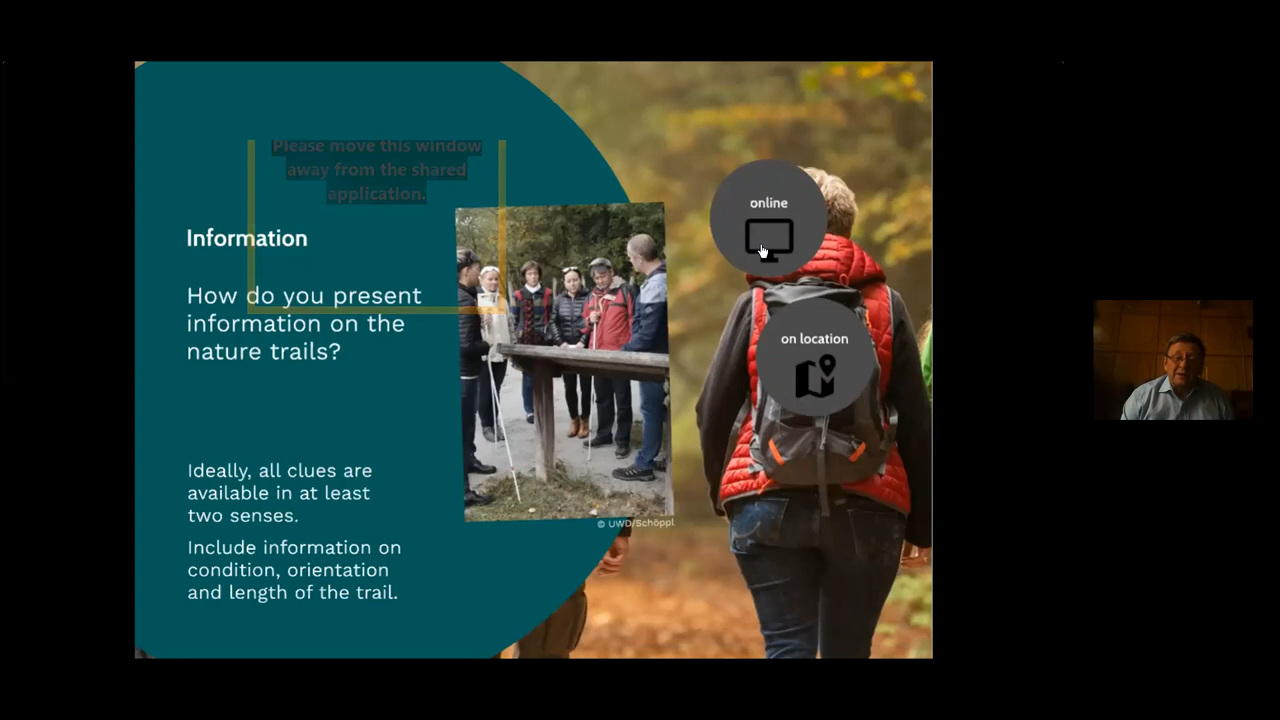 Please move this window
away from the shared
application.
Information
How do you present
information on the
nature trails?
Ideally, all clues are
available in at least
two senses.
Include information on
condition, orientation
and length of the trail.
© UWD/Schöppl
online
on location